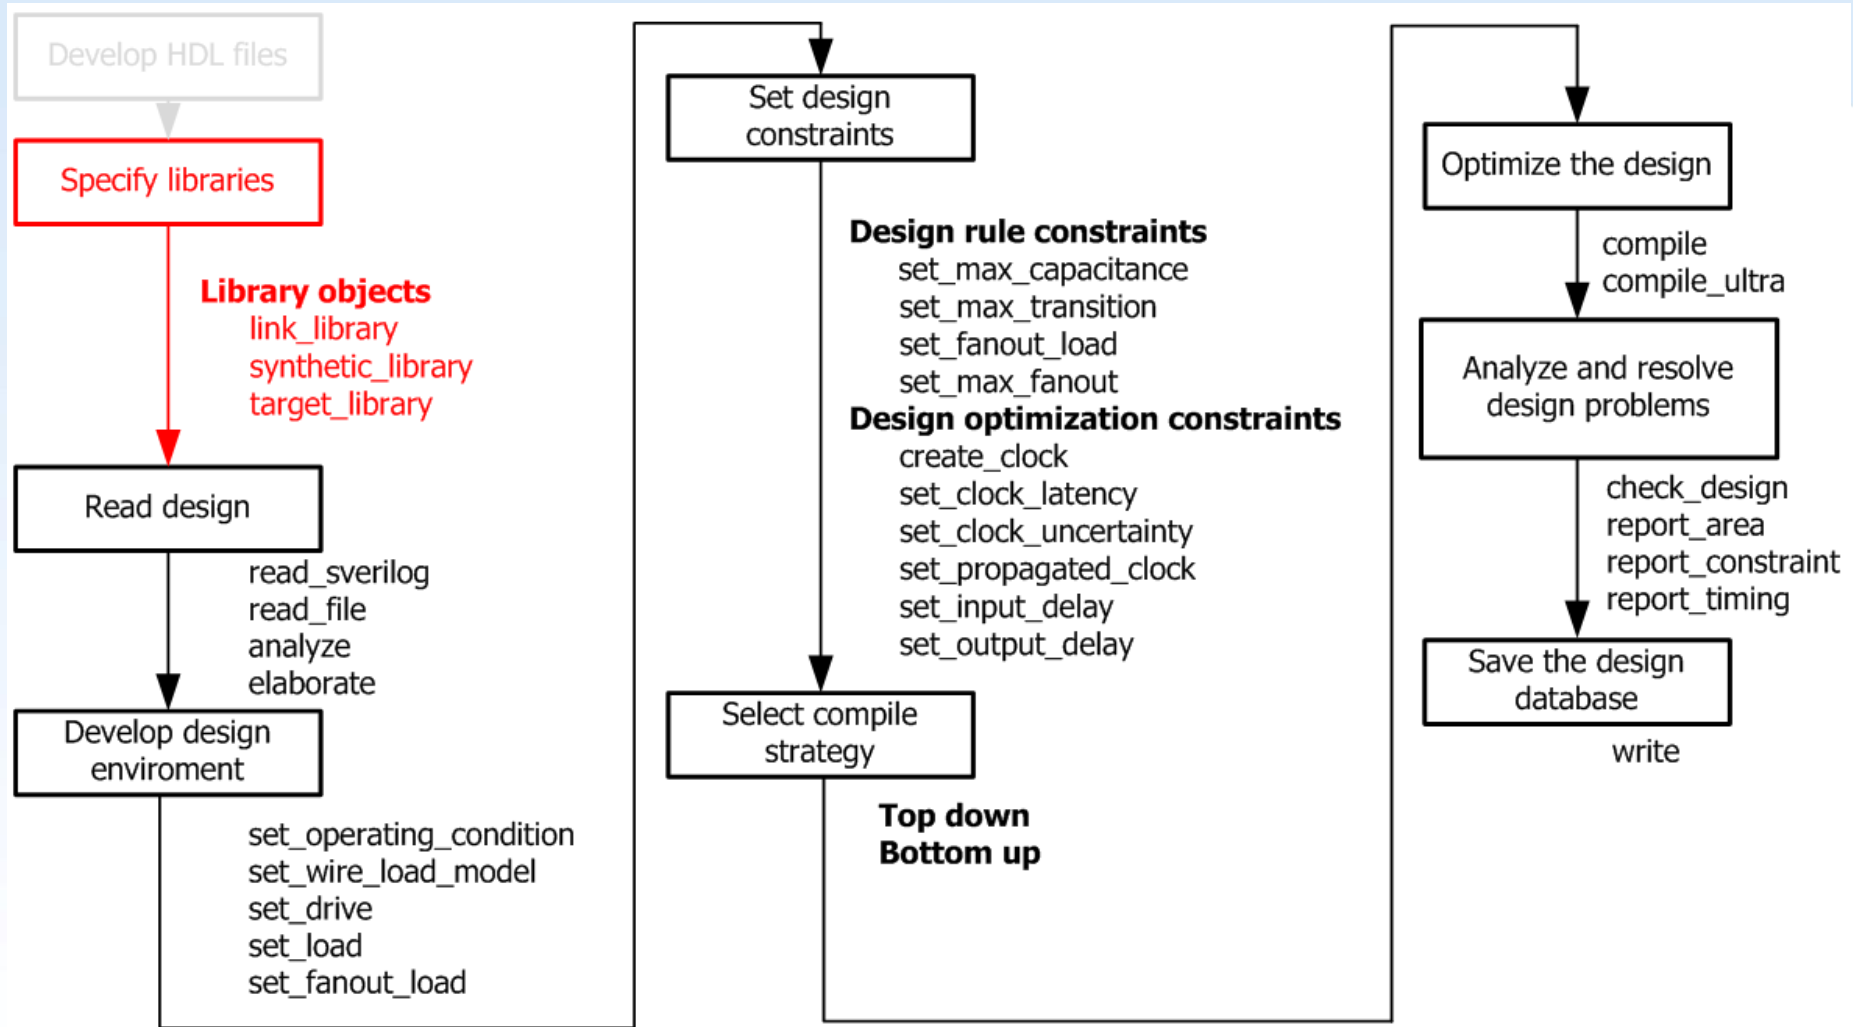 Develop HDL files
Specify libraries
Library objects
link_library
synthetic_library
target_library
Read design
read_sverilog
read_file
analyze
elaborate
Develop design
enviroment
set_operating_condition
set_wire_load_model
set_drive
set_load
set_fanout_load
Set design
constraints
Design rule constraints
set_max_capacitance
set_max_transition
set_fanout_load
set_max_fanout
Design optimization constraints
create_clock
set_clock_latency
set_clock_uncertainty
set_propagated_clock
set_input_delay
set_output_delay
Select compile
strategy
Top down
Bottom up
Optimize the design
compile
compile_ultra
Analyze and resolve
design problems
check_design
report_area
report_constraint
report_timing
Save the design
database
write